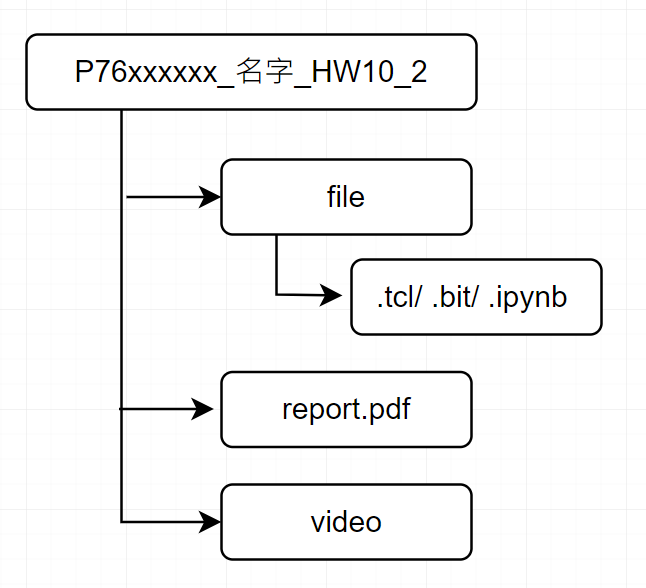 P76xxxxxx_名字_HW10_2
file
.tcl/ .bit/ .ipynb
report.pdf
video